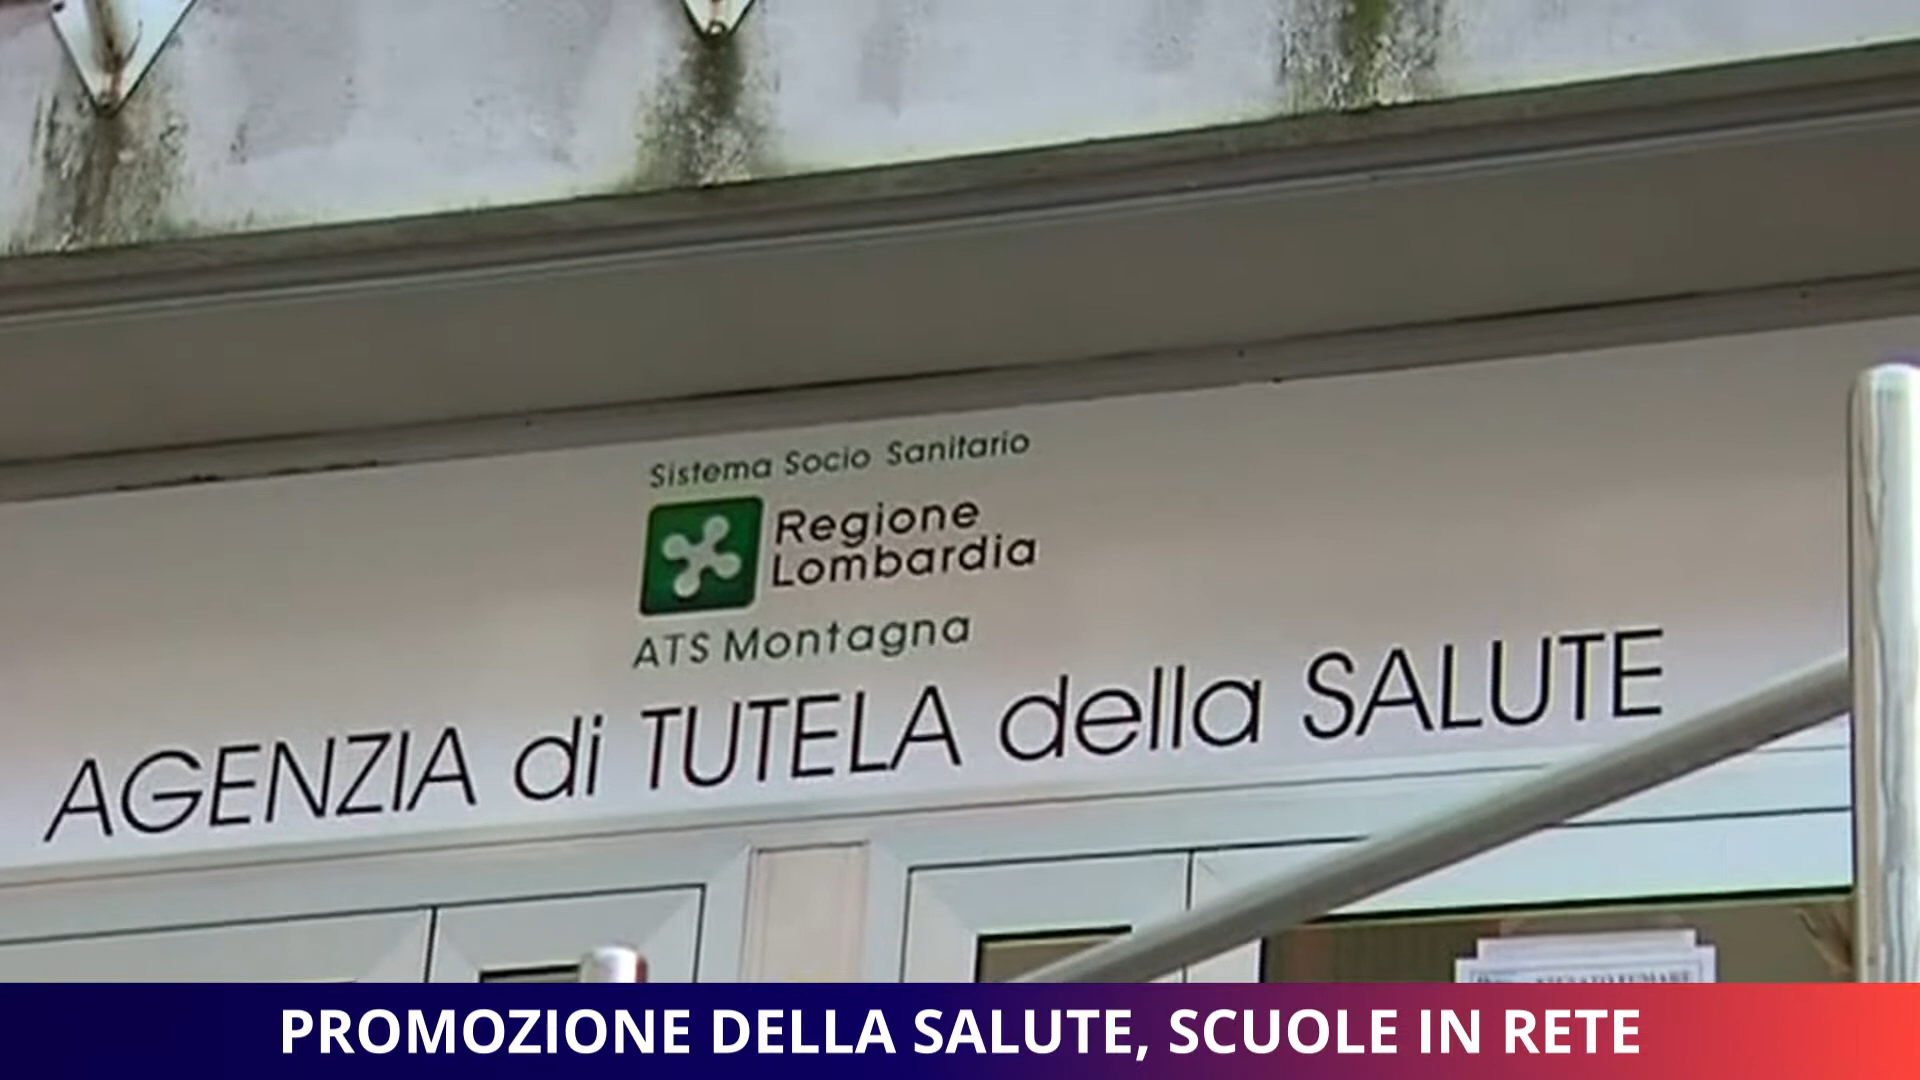 Sistema Socio Sanitario
Regione
Lombardia
ATS Montagna
AGENZIA di TUTELA della SALUTE
PROMOZIONE DELLA SALUTE, SCUOLE IN RETE